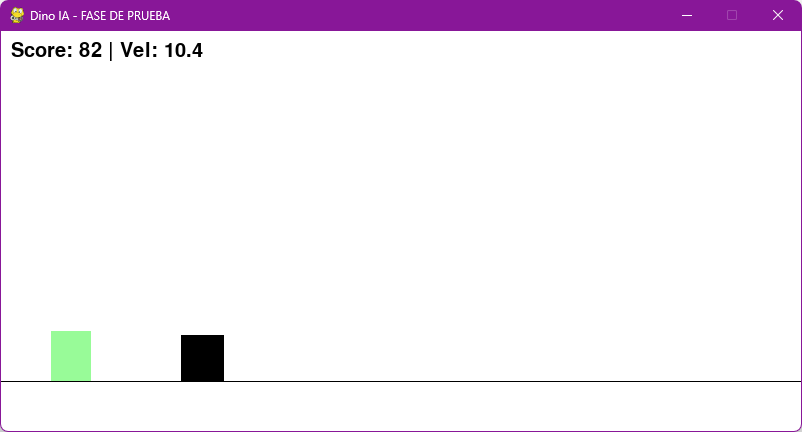 Dino IA - FASE DE PRUEBA
Score: 82 | Vel: 10.4